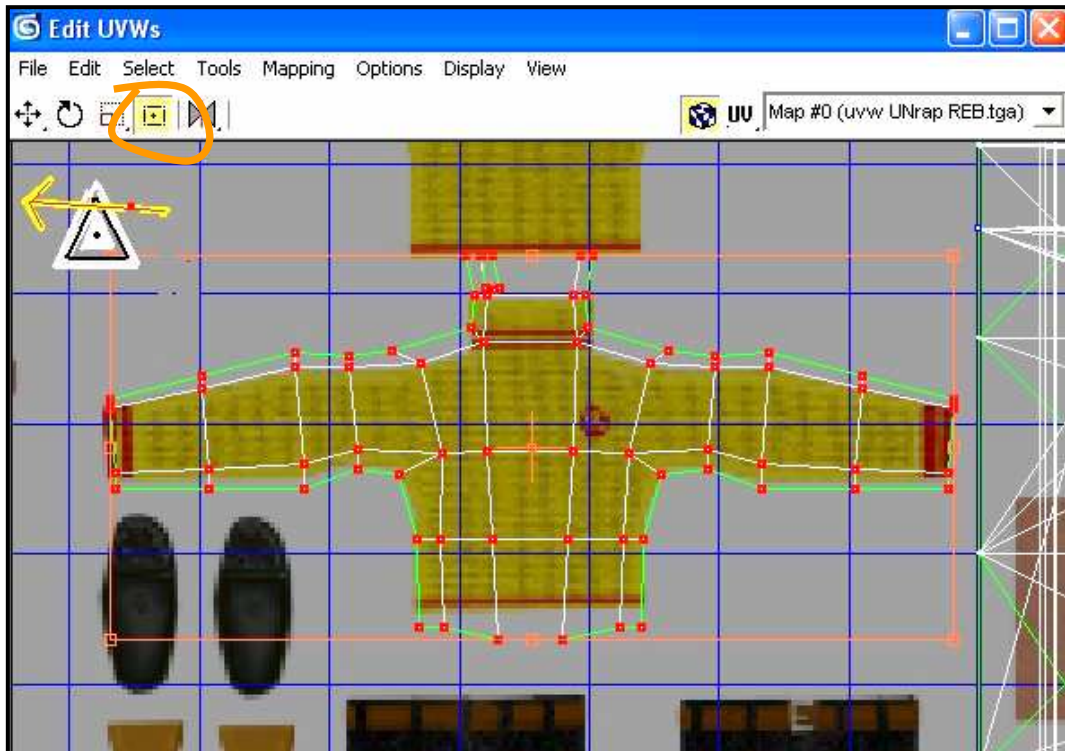 Edit UVWs
File Edit Select Tools Mapping Options Display View
UV Map #0 (uvw UNrap REB.tga)